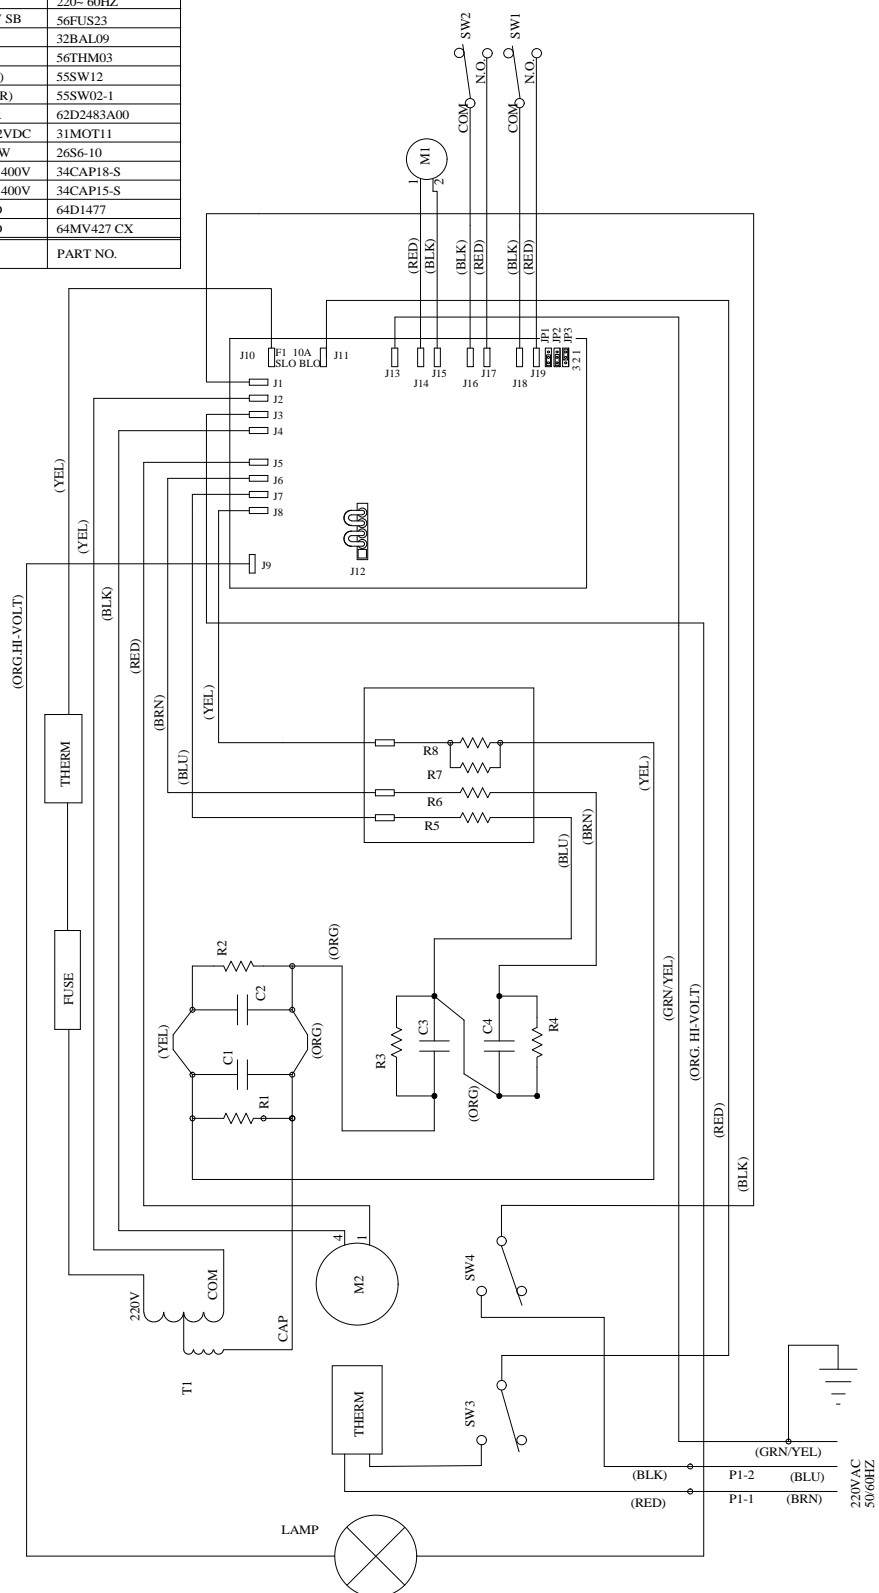 220~ 60HZ
SB 56FUS23
32BAL09
56THM03
) 55SW12
R) 55SW02-1
62D2483A00
2VDC 31MOT11
W 26S6-10
400V 34CAP18-S
400V 34CAP15-S
64D1477
64MV427 CX
PART NO.
SW2
SW1
N.O.
N.O.
COM
COM
M1
1
2
(RED)
(BLK)
(BLK)
(RED)
(BLK)
(RED)
JP1
JP2
JP3
3 2 1
J10
F1 10A
SLO BLO
J11
J13
J14
J15
J16
J17
J18
J19
J1
J2
J3
J4
J5
J6
J7
J8
J12
J9
(YEL)
(YEL)
(BLK)
(ORG.HI-VOLT)
(RED)
(BRN)
(YEL)
(BLU)
THERM
R8
R7
R6
R5
(YEL)
(BLU)
(BRN)
FUSE
R2
(ORG)
C2
(YEL)
(ORG)
C1
R1
R3
C3
C4
R4
(ORG)
(GRN/YEL)
(ORG. HI-VOLT)
(RED)
(BLK)
4
1
M2
220V
COM
CAP
T1
SW4
SW3
THERM
LAMP
(GRN/YEL)
(BLK)
P1-2
(BLU)
(RED)
P1-1
(BRN)
220VAC
50/60HZ